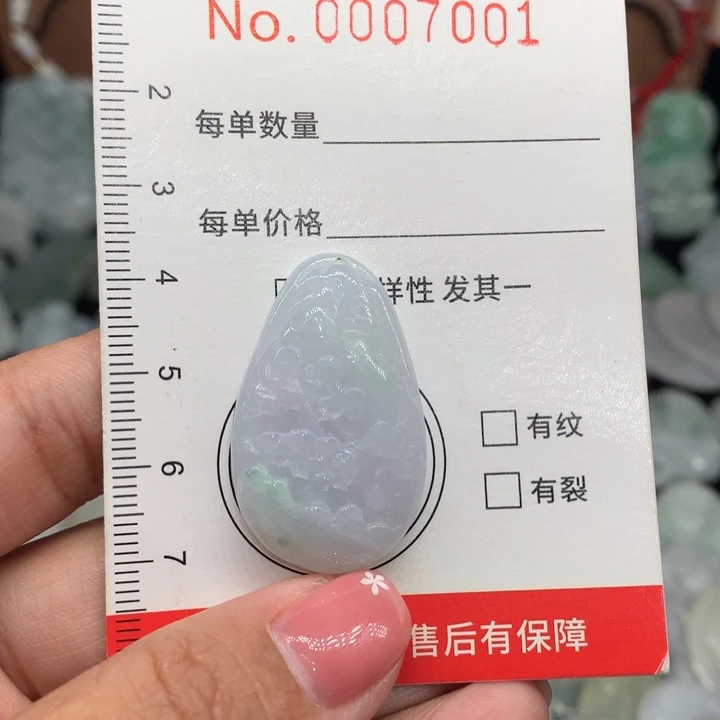 No. 0007001
2
每单数量
3
每单价格
4
样性 发其一
5
有纹
6
有裂
7
售后有保障